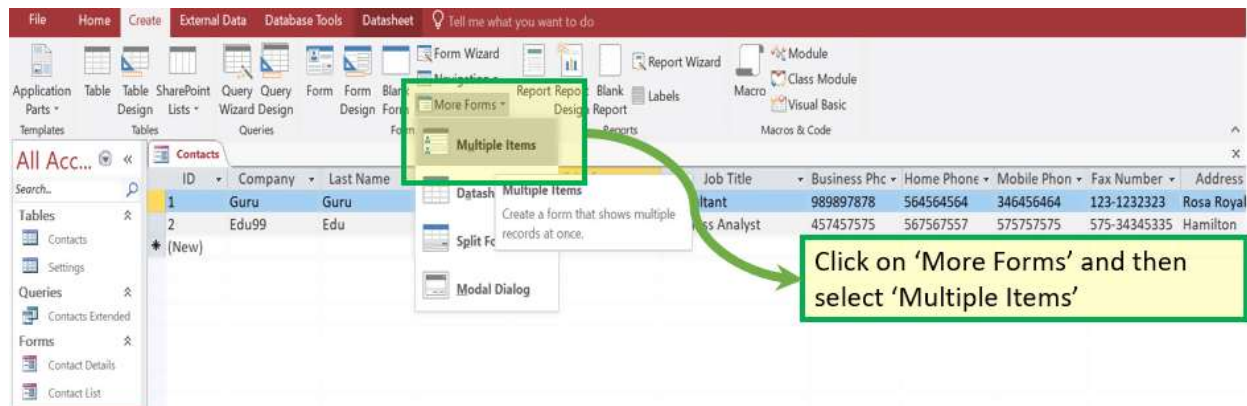 File Home Create External Data Database Tools Datasheet Tell me what you want to do
Form Wizard
Report Wizard
Module
Class Module
Visual Basic
More Forms
Labels
Application Parts
Table
Table Design
SharePoint Lists
Query Wizard
Query Design
Form
Form Design
Blank Form
Report
Report Design
Blank Report
Macro
Templates Tables Queries Reports Macros & Code
Multiple Items
Datash
Split Fo
Modal Dialog
Multiple Items
Create a form that shows multiple
records at once.
All Acc...
Search..
Tables
Contacts
Settings
Queries
Contacts Extended
Forms
Contact Details
Contact List
Contacts
ID Company Last Name Job Title Business Phc Home Phone Mobile Phon Fax Number Address
1 Guru Guru ltant 989897878 564564564 346456464 123-1232323 Rosa Royal
2 Edu99 Edu ss Analyst 457457575 567567557 575757575 575-34345335 Hamilton
(New)
Click on ‘More Forms’ and then
select ‘Multiple Items’